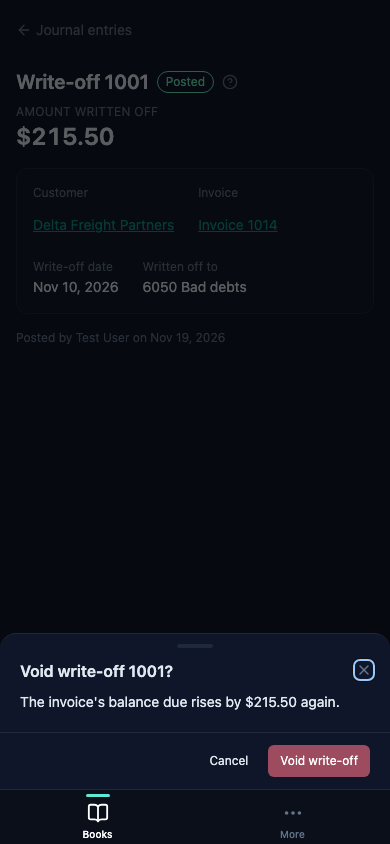 Journal entries
Write-off 1001 Posted ?
AMOUNT WRITTEN OFF
$215.50
Customer Invoice
Delta Freight Partners Invoice 1014
Write-off date Written off to
Nov 10, 2026 6050 Bad debts
Posted by Test User on Nov 19, 2026
Void write-off 1001?
The invoice's balance due rises by $215.50 again.
Cancel Void write-off
Books More